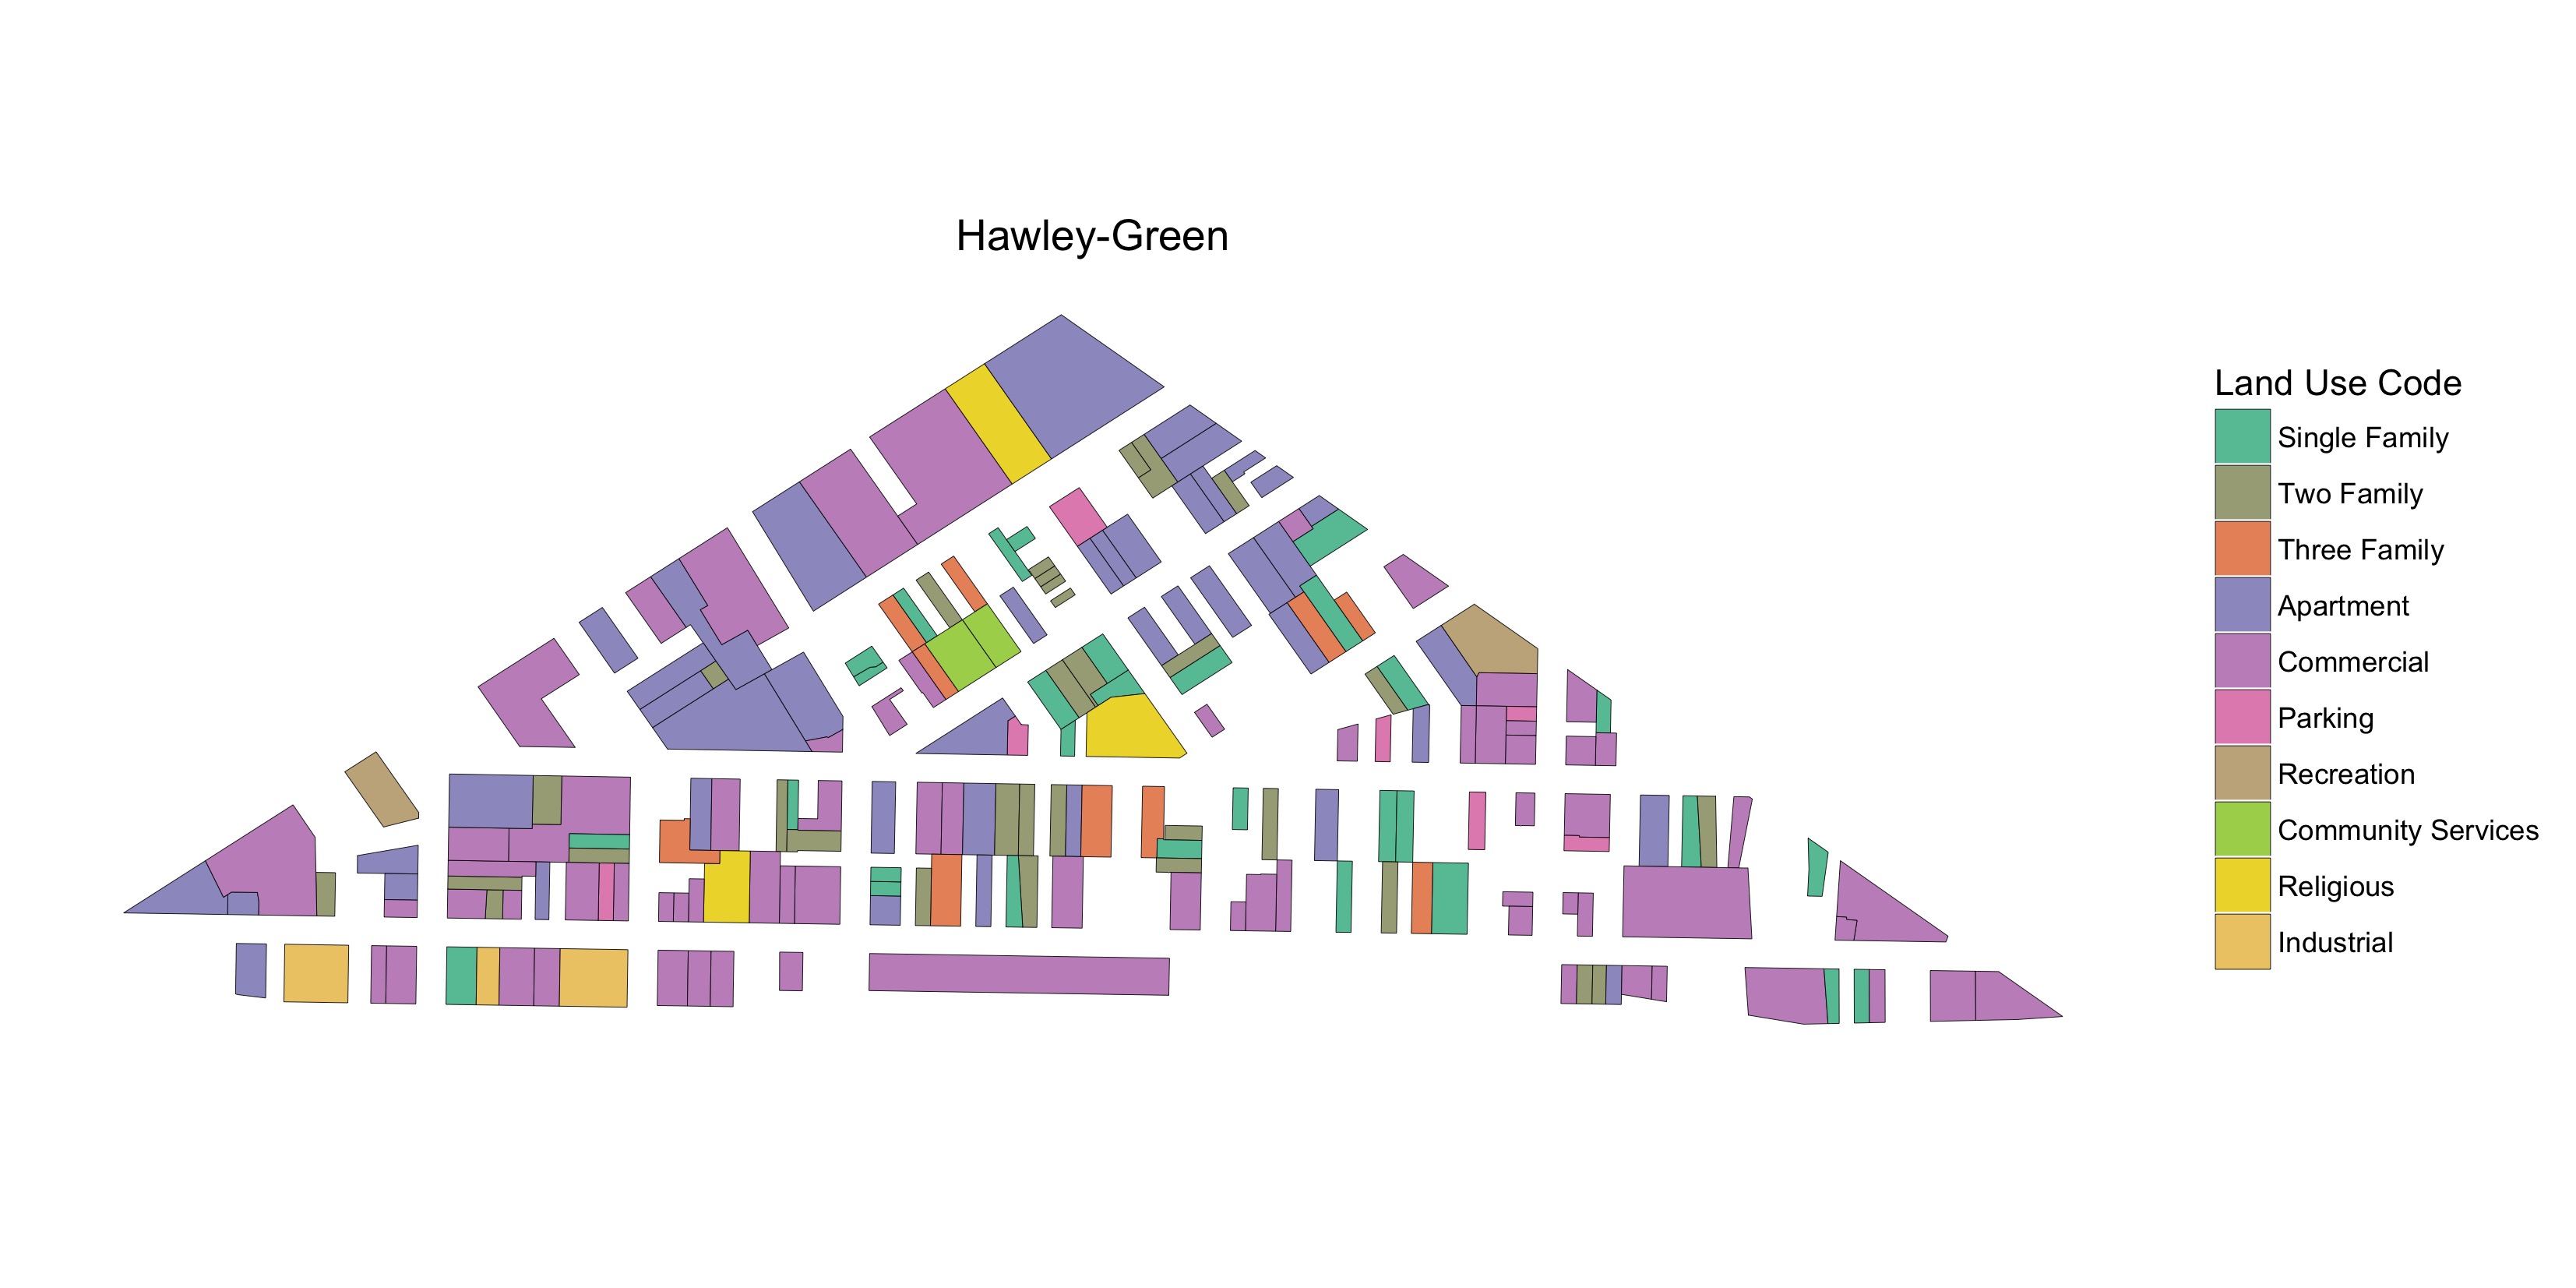 Hawley-Green
Land Use Code
Single Family
Two Family
Three Family
Apartment
Commercial
Parking
Recreation
Community Services
Religious
Industrial